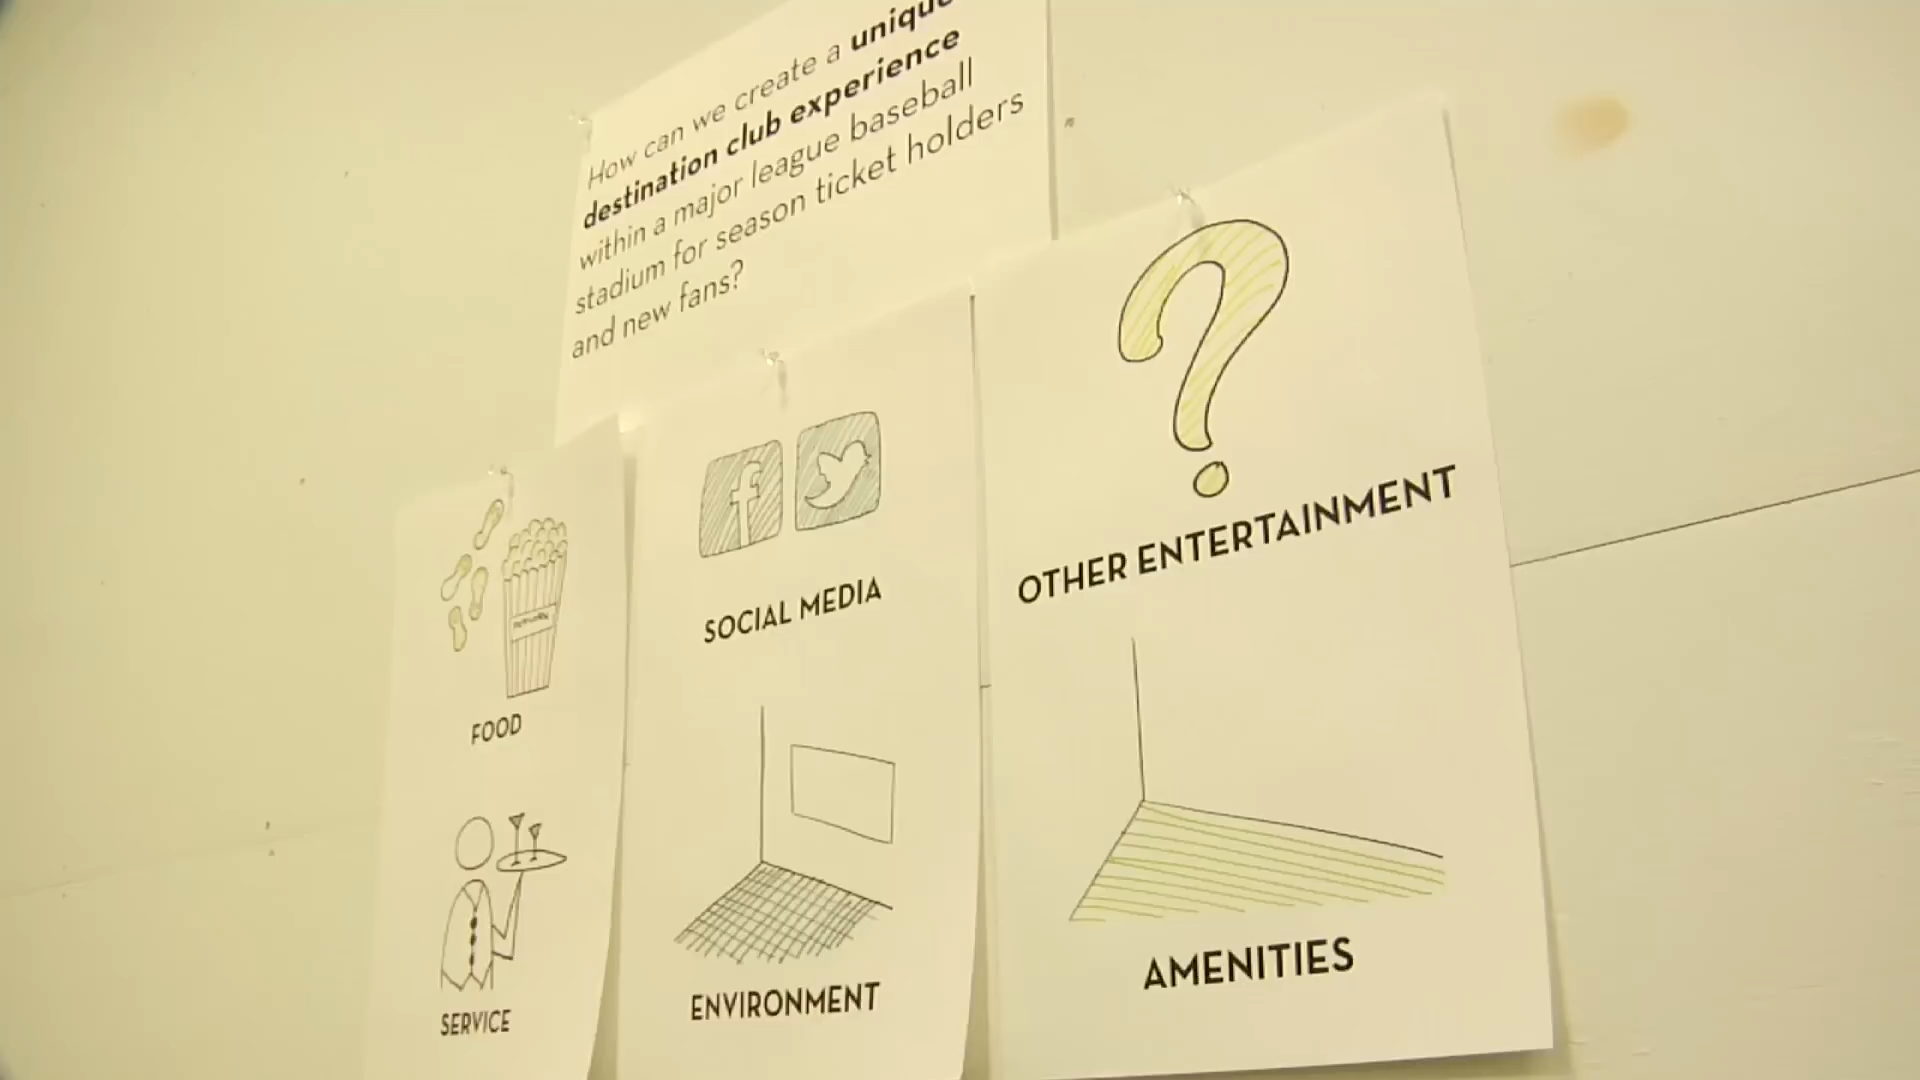 How can we create a unique
destination club experience
within a major league baseball
stadium for season ticket holders
and new fans?
FOOD
SERVICE
f
SOCIAL MEDIA
ENVIRONMENT
?
OTHER ENTERTAINMENT
AMENITIES